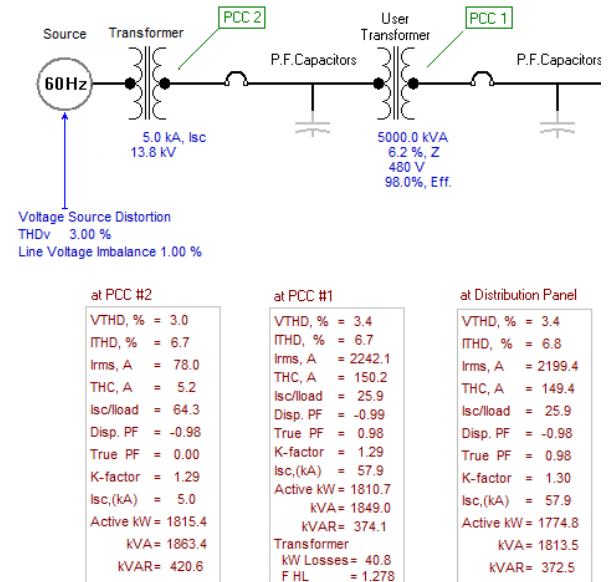 PCC 2
PCC 1
Source
Transformer
User
Transformer
P.F.Capacitors
P.F.Capacitors
60Hz
5.0 kA, Isc
13.8 kV
5000.0 kVA
6.2 %, Z
480 V
98.0%, Eff.
Voltage Source Distortion
THDv 3.00 %
Line Voltage Imbalance 1.00 %
at PCC #2
VTHD, % = 3.0
ITHD, % = 6.7
Irms, A = 78.0
THC, A = 5.2
Isc/Iload = 64.3
Disp. PF = -0.98
True PF = 0.00
K-factor = 1.29
Isc,(kA) = 5.0
Active kW = 1815.4
kVA = 1863.4
kVAR = 420.6
at PCC #1
VTHD, % = 3.4
ITHD, % = 6.7
Irms, A = 2242.1
THC, A = 150.2
Isc/Iload = 25.9
Disp. PF = -0.99
True PF = 0.98
K-factor = 1.29
Isc,(kA) = 57.9
Active kW = 1810.7
kVA = 1849.0
kVAR = 374.1
Transformer
kW Losses = 40.8
F HL = 1.278
at Distribution Panel
VTHD, % = 3.4
ITHD, % = 6.8
Irms, A = 2199.4
THC, A = 149.4
Isc/Iload = 25.9
Disp. PF = -0.98
True PF = 0.98
K-factor = 1.30
Isc,(kA) = 57.9
Active kW = 1774.8
kVA = 1813.5
kVAR = 372.5